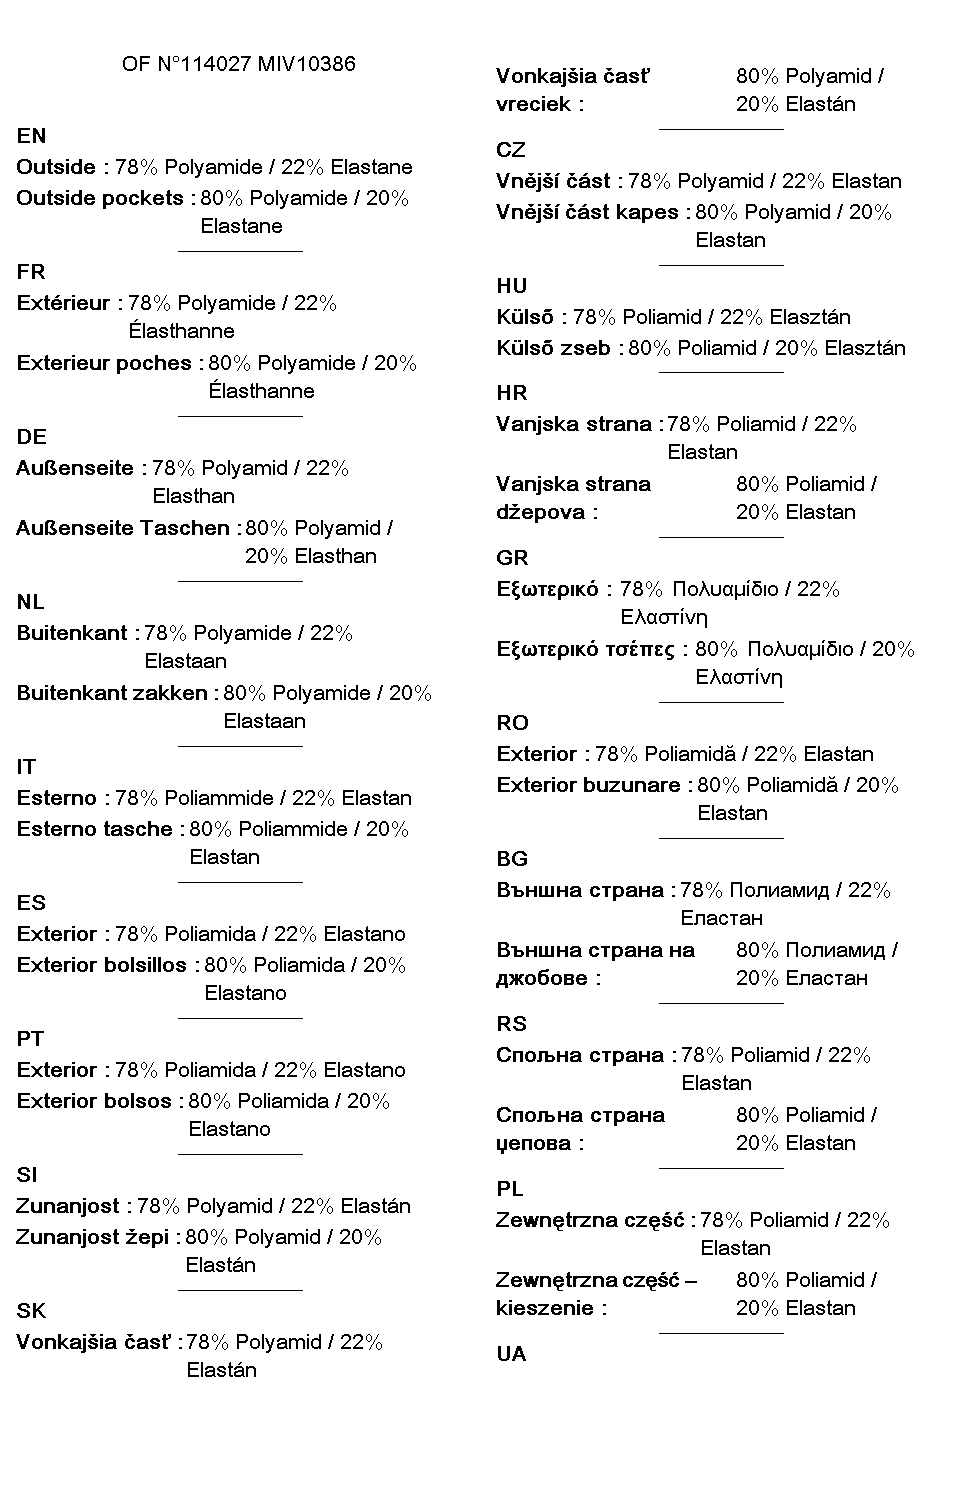 OF N°114027 MIV10386
EN
Outside : 78% Polyamide / 22% Elastane
Outside pockets : 80% Polyamide / 20%
Elastane
FR
Extérieur : 78% Polyamide / 22%
Élasthanne
Exterieur poches : 80% Polyamide / 20%
Élasthanne
DE
Außenseite : 78% Polyamid / 22%
Elasthan
Außenseite Taschen : 80% Polyamid /
20% Elasthan
NL
Buitenkant : 78% Polyamide / 22%
Elastaan
Buitenkant zakken : 80% Polyamide / 20%
Elastaan
IT
Esterno : 78% Poliammide / 22% Elastan
Esterno tasche : 80% Poliammide / 20%
Elastan
ES
Exterior : 78% Poliamida / 22% Elastano
Exterior bolsillos : 80% Poliamida / 20%
Elastano
PT
Exterior : 78% Poliamida / 22% Elastano
Exterior bolsos : 80% Poliamida / 20%
Elastano
SI
Zunanjost : 78% Polyamid / 22% Elastán
Zunanjost žepi : 80% Polyamid / 20%
Elastán
SK
Vonkajšia časť : 78% Polyamid / 22%
Elastán
Vonkajšia časť 80% Polyamid /
vreciek : 20% Elastán
CZ
Vnější část : 78% Polyamid / 22% Elastan
Vnější část kapes : 80% Polyamid / 20%
Elastan
HU
Külső : 78% Poliamid / 22% Elasztán
Külső zseb : 80% Poliamid / 20% Elasztán
HR
Vanjska strana : 78% Poliamid / 22%
Elastan
Vanjska strana 80% Poliamid /
džepova : 20% Elastan
GR
Εξωτερικό : 78% Πολυαμίδιο / 22%
Ελαστίνη
Εξωτερικό τσέπες : 80% Πολυαμίδιο / 20%
Ελαστίνη
RO
Exterior : 78% Poliamidă / 22% Elastan
Exterior buzunare : 80% Poliamidă / 20%
Elastan
BG
Външна страна : 78% Полиамид / 22%
Еластан
Външна страна на 80% Полиамид /
джобове : 20% Еластан
RS
Спољна страна : 78% Poliamid / 22%
Elastan
Спољна страна 80% Poliamid /
џепова : 20% Elastan
PL
Zewnętrzna część : 78% Poliamid / 22%
Elastan
Zewnętrzna część – 80% Poliamid /
kieszenie : 20% Elastan
UA